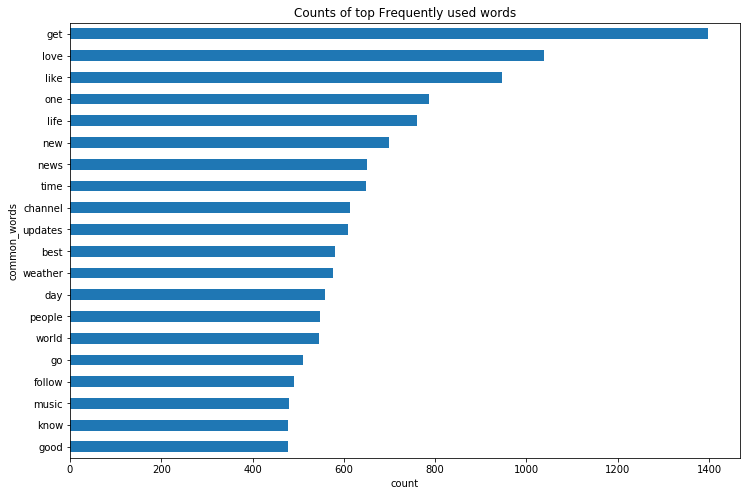 Counts of top Frequently used words
get
love
like
one
life
new
news
time
channel
updates
best
weather
day
people
world
go
follow
music
know
good
common_words
0 200 400 600 800 1000 1200 1400
count